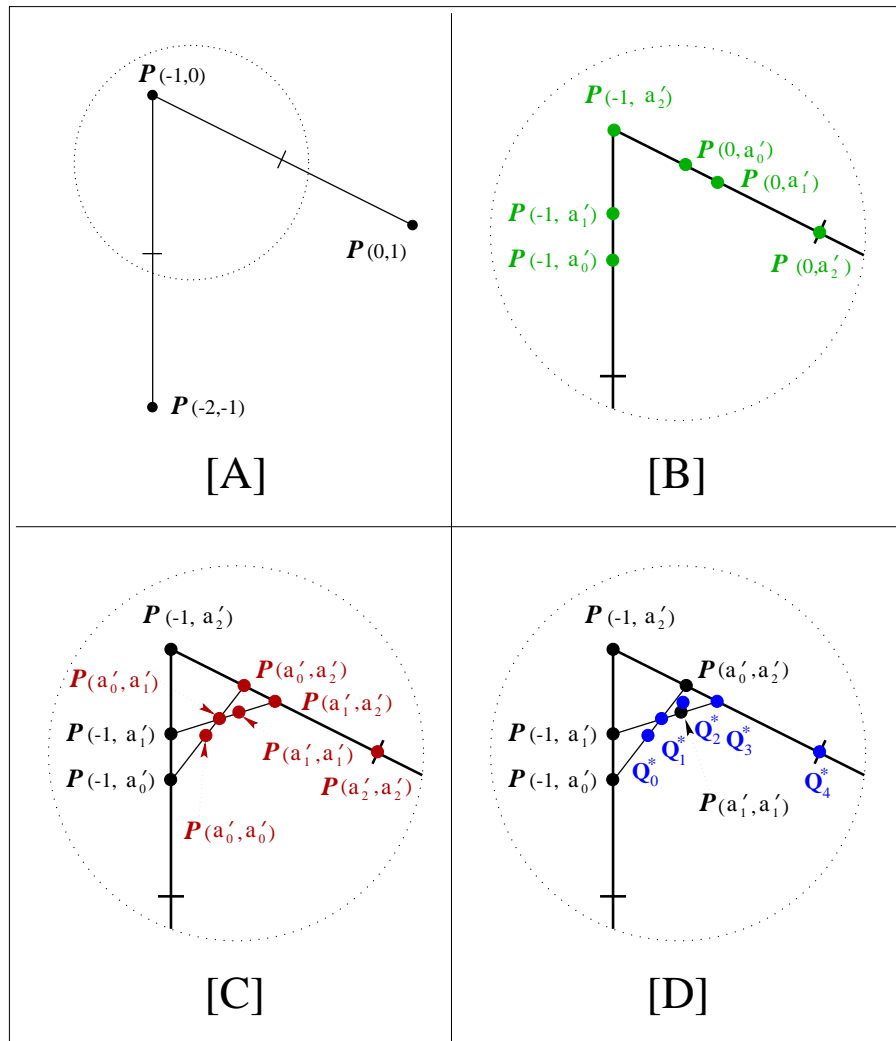 P(-1,0)
P(0,1)
P(-2,-1)
[A]
P(-1, a′₂)
P(0,a′₀)
P(0,a′₁)
P(-1, a′₁)
P(-1, a′₀)
P(0,a′₂)
[B]
P(-1, a′₂)
P(a′₀,a′₂)
P(a′₀,a′₁)
P(a′₁,a′₂)
P(-1, a′₁)
P(a′₁,a′₁)
P(-1, a′₀)
P(a′₂,a′₂)
P(a′₀,a′₀)
[C]
P(-1, a′₂)
P(a′₀,a′₂)
P(-1, a′₁)
Q*₀ Q*₁ Q*₂ Q*₃
P(-1, a′₀)
Q*₄
P(a′₁,a′₁)
[D]